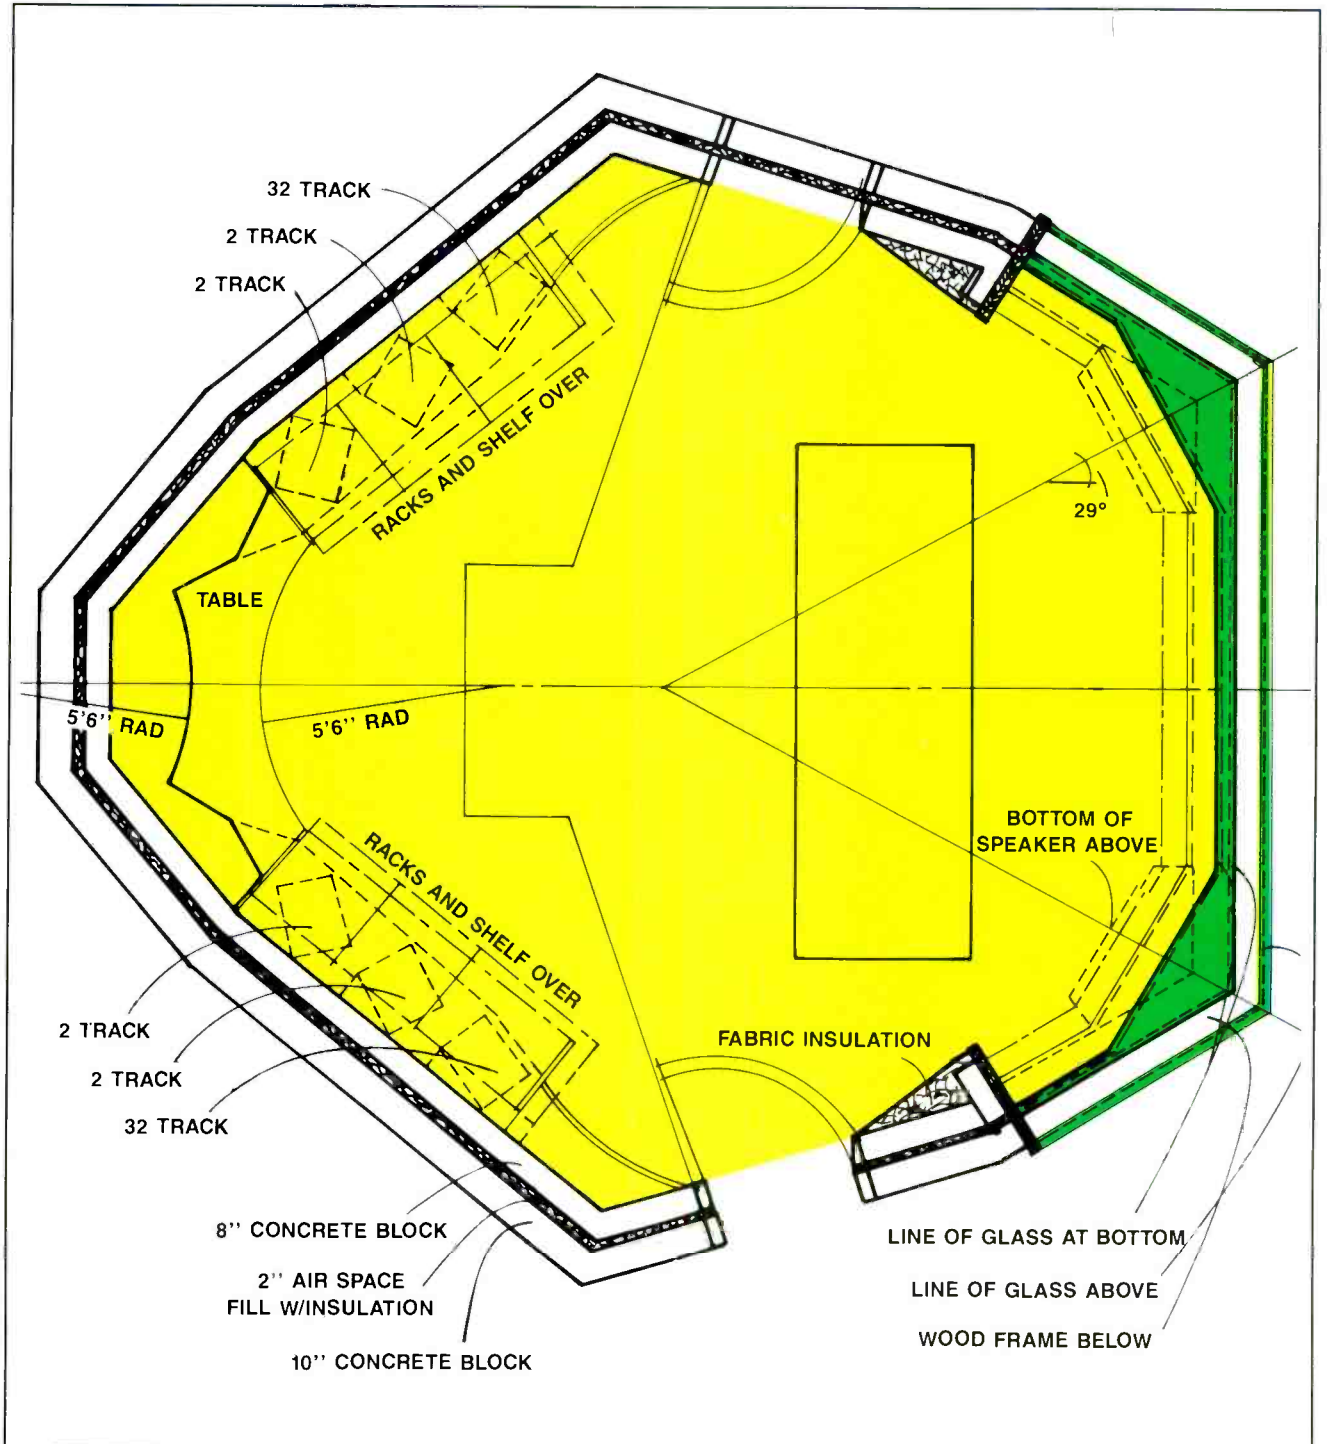 32 TRACK
2 TRACK
2 TRACK
RACKS AND SHELF OVER
29°
TABLE
5'6'' RAD
5'6'' RAD
BOTTOM OF
SPEAKER ABOVE
RACKS AND SHELF OVER
2 TRACK
2 TRACK
32 TRACK
FABRIC INSULATION
8'' CONCRETE BLOCK
2'' AIR SPACE
FILL W/INSULATION
10'' CONCRETE BLOCK
LINE OF GLASS AT BOTTOM
LINE OF GLASS ABOVE
WOOD FRAME BELOW